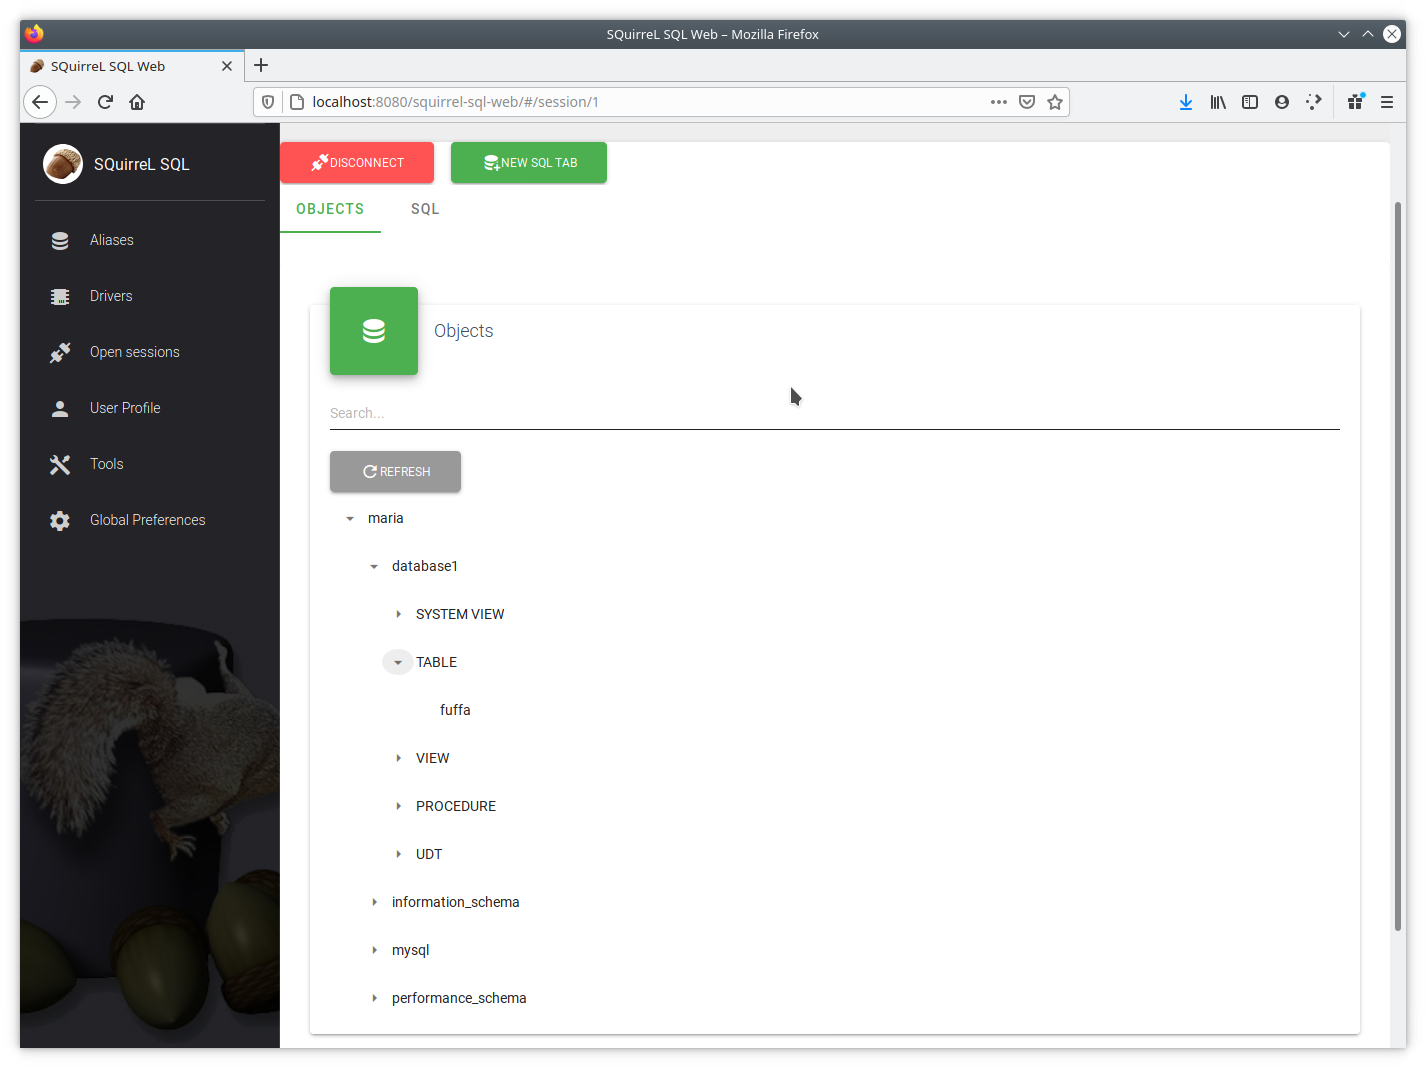 SQuirreL SQL Web – Mozilla Firefox
SQuirreL SQL Web
localhost:8080/squirrel-sql-web/#/session/1
SQuirreL SQL
Aliases
Drivers
Open sessions
User Profile
Tools
Global Preferences
DISCONNECT
NEW SQL TAB
OBJECTS
SQL
Objects
Search...
REFRESH
maria
database1
SYSTEM VIEW
TABLE
fuffa
VIEW
PROCEDURE
UDT
information_schema
mysql
performance_schema